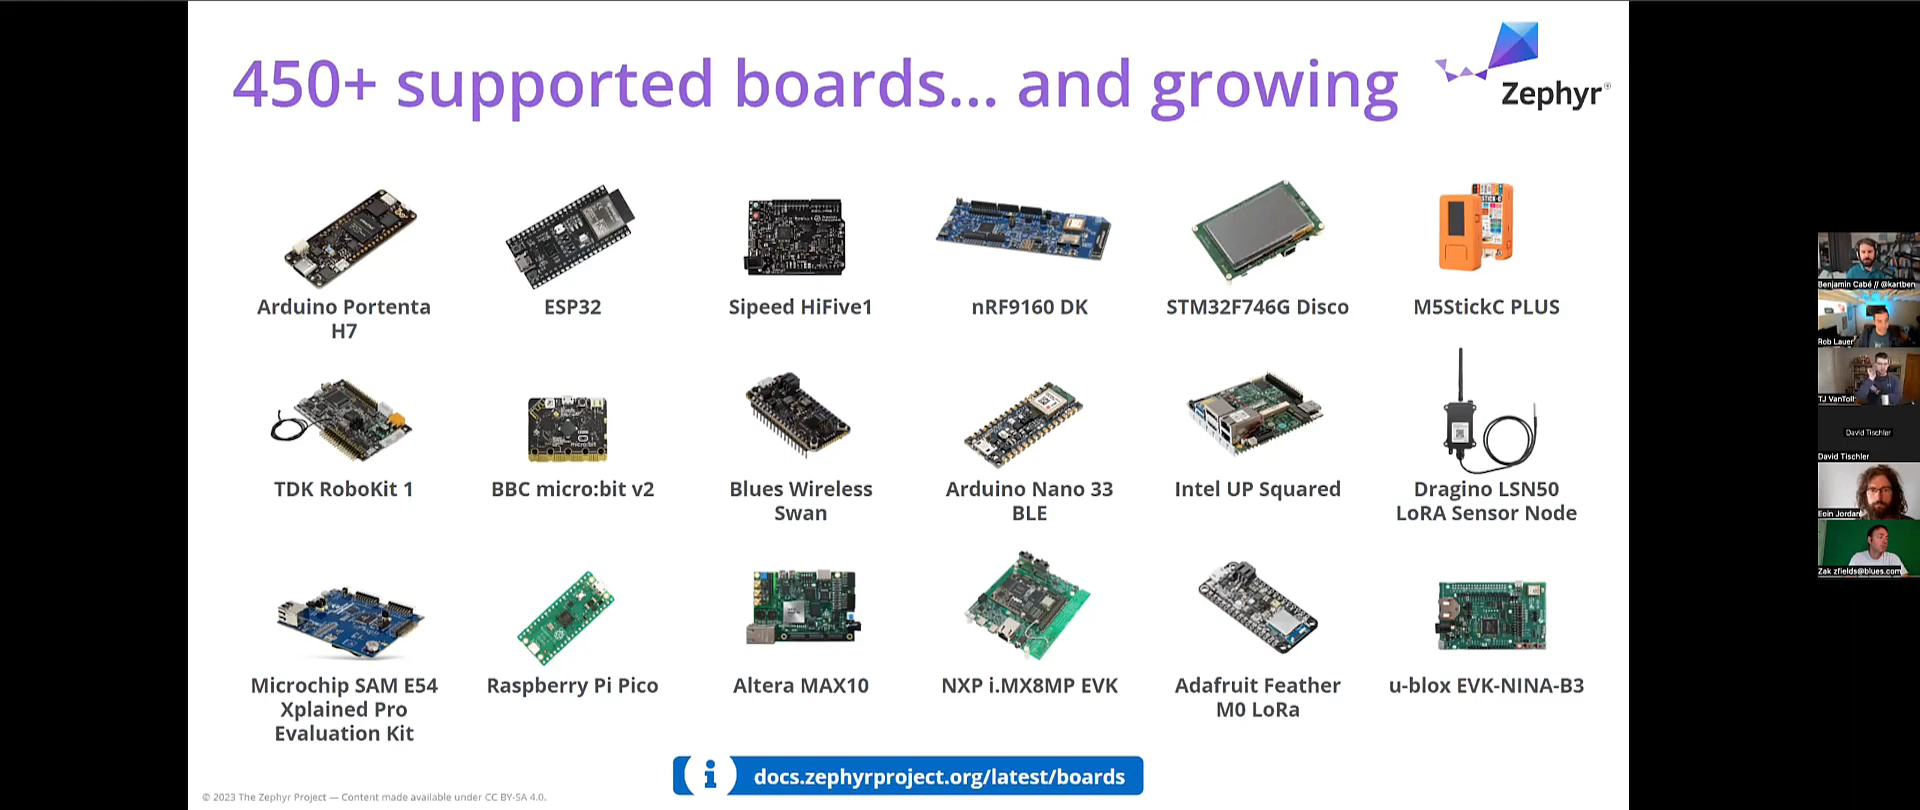 450+ supported boards... and growing
Zephyr®
Arduino Portenta
H7
ESP32
Sipeed HiFive1
nRF9160 DK
STM32F746G Disco
M5StickC PLUS
TDK RoboKit 1
BBC micro:bit v2
Blues Wireless
Swan
Arduino Nano 33
BLE
Intel UP Squared
Dragino LSN50
LoRA Sensor Node
Microchip SAM E54
Xplained Pro
Evaluation Kit
Raspberry Pi Pico
Altera MAX10
NXP i.MX8MP EVK
Adafruit Feather
M0 LoRa
u-blox EVK-NINA-B3
i docs.zephyrproject.org/latest/boards
© 2023 The Zephyr Project — Content made available under CC BY-SA 4.0.
Benjamin Cabé // @kartben
Rob Lauer
TJ VanToll
David Tischler
David Tischler
Eoin Jordan
Zak zfields@blues.com